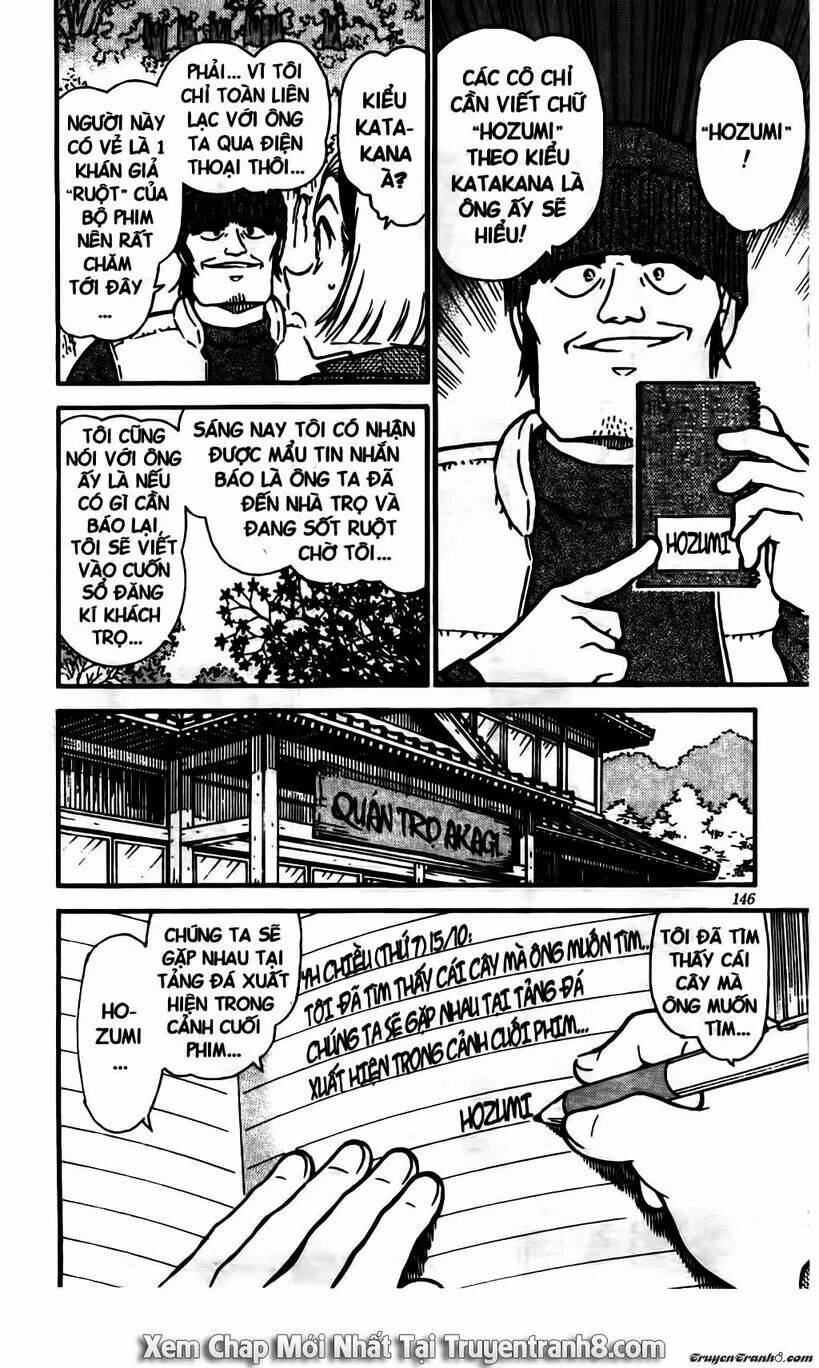 "HOZUMI"
!
CÁC CÔ CHỈ
CẦN VIẾT CHỮ
"HOZUMI"
THEO KIỂU
KATAKANA LÀ
ÔNG ẤY SẼ
HIỂU!
HOZUMI
KIỂU
KATA-
KANA
À?
PHẢI... VÌ TÔI
CHỈ TOÀN LIÊN
LẠC VỚI ÔNG
TA QUA ĐIỆN
THOẠI THÔI...
NGƯỜI NÀY
CÓ VẺ LÀ 1
KHÁN GIẢ
"RUỘT" CỦA
BỘ PHIM
NÊN RẤT
CHĂM
TỚI ĐÂY
...
SÁNG NAY TÔI CÓ NHẬN
ĐƯỢC MẨU TIN NHẮN
BÁO LÀ ÔNG TA ĐÃ
ĐẾN NHÀ TRỌ VÀ
ĐANG SỐT RUỘT
CHỜ TÔI...
TÔI CŨNG
NÓI VỚI ÔNG
ẤY LÀ NẾU
CÓ GÌ CẦN
BÁO LẠI
TÔI SẼ VIẾT
VÀO CUỐN
SỔ ĐĂNG
KÍ KHÁCH
TRỌ...
QUÁN TRỌ AKAGI
146
TÔI ĐÃ TÌM
THẤY CÁI
CÂY MÀ
ÔNG MUỐN
TÌM...
"4H CHIỀU (THỨ 7) 15/10:
TÔI ĐÃ TÌM THẤY CÁI CÂY MÀ ÔNG MUỐN TÌM...
CHÚNG TA SẼ GẶP NHAU TẠI TẢNG ĐÁ
XUẤT HIỆN TRONG CẢNH CUỐI PHIM...
HOZUMI
CHÚNG TA SẼ
GẶP NHAU TẠI
TẢNG ĐÁ XUẤT
HIỆN TRONG
CẢNH CUỐI
PHIM...
HO-
ZUMI
...
Xem Chap Mới Nhất Tại Truyentranh8.com
TruyenTranh8.com